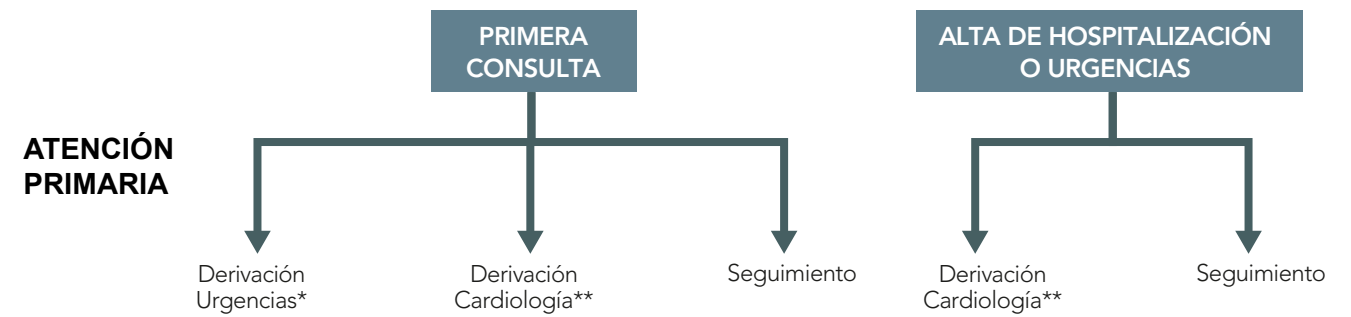 PRIMERA
CONSULTA
ALTA DE HOSPITALIZACIÓN
O URGENCIAS
ATENCIÓN
PRIMARIA
Derivación
Urgencias*
Derivación
Cardiología**
Seguimiento
Derivación
Cardiología**
Seguimiento